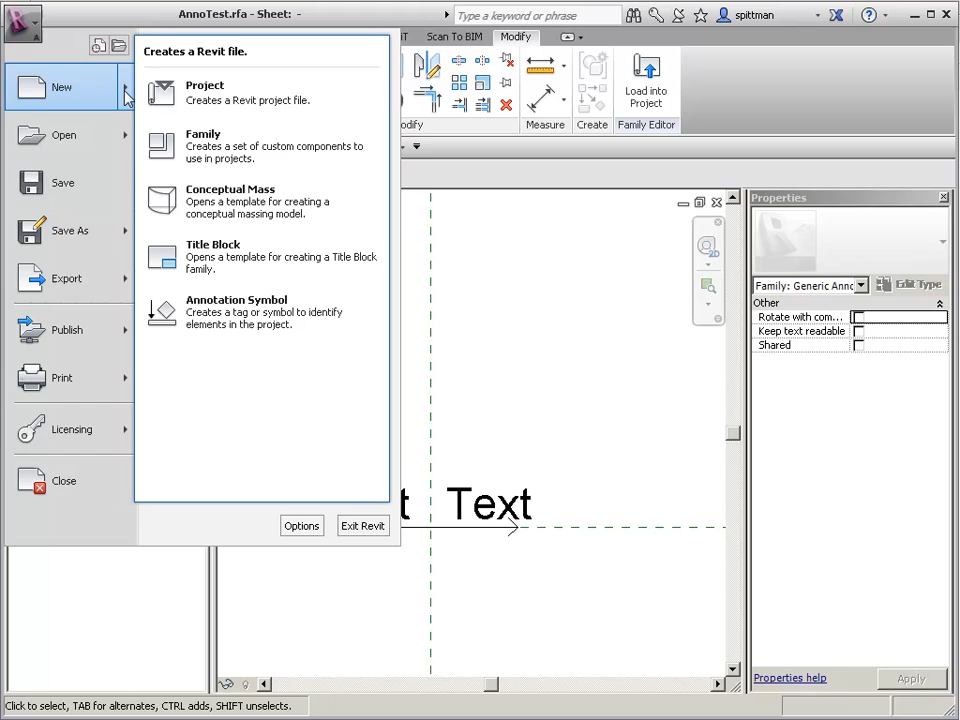 AnnoTest.rfa - Sheet: -
Type a keyword or phrase
spittman
Scan To BIM
Modify
New
Open
Save
Save As
Export
Publish
Print
Licensing
Close
Creates a Revit file.
Project
Creates a Revit project file.
Family
Creates a set of custom components to
use in projects.
Conceptual Mass
Opens a template for creating a
conceptual massing model.
Title Block
Opens a template for creating a Title Block
family.
Annotation Symbol
Creates a tag or symbol to identify
elements in the project.
Options
Exit Revit
Load into
Project
odify
Measure
Create
Family Editor
t Text
2D
Properties
Family: Generic Anno
Edit Type
Other
Rotate with com...
Keep text readable
Shared
Properties help
Apply
Click to select, TAB for alternates, CTRL adds, SHIFT unselects.